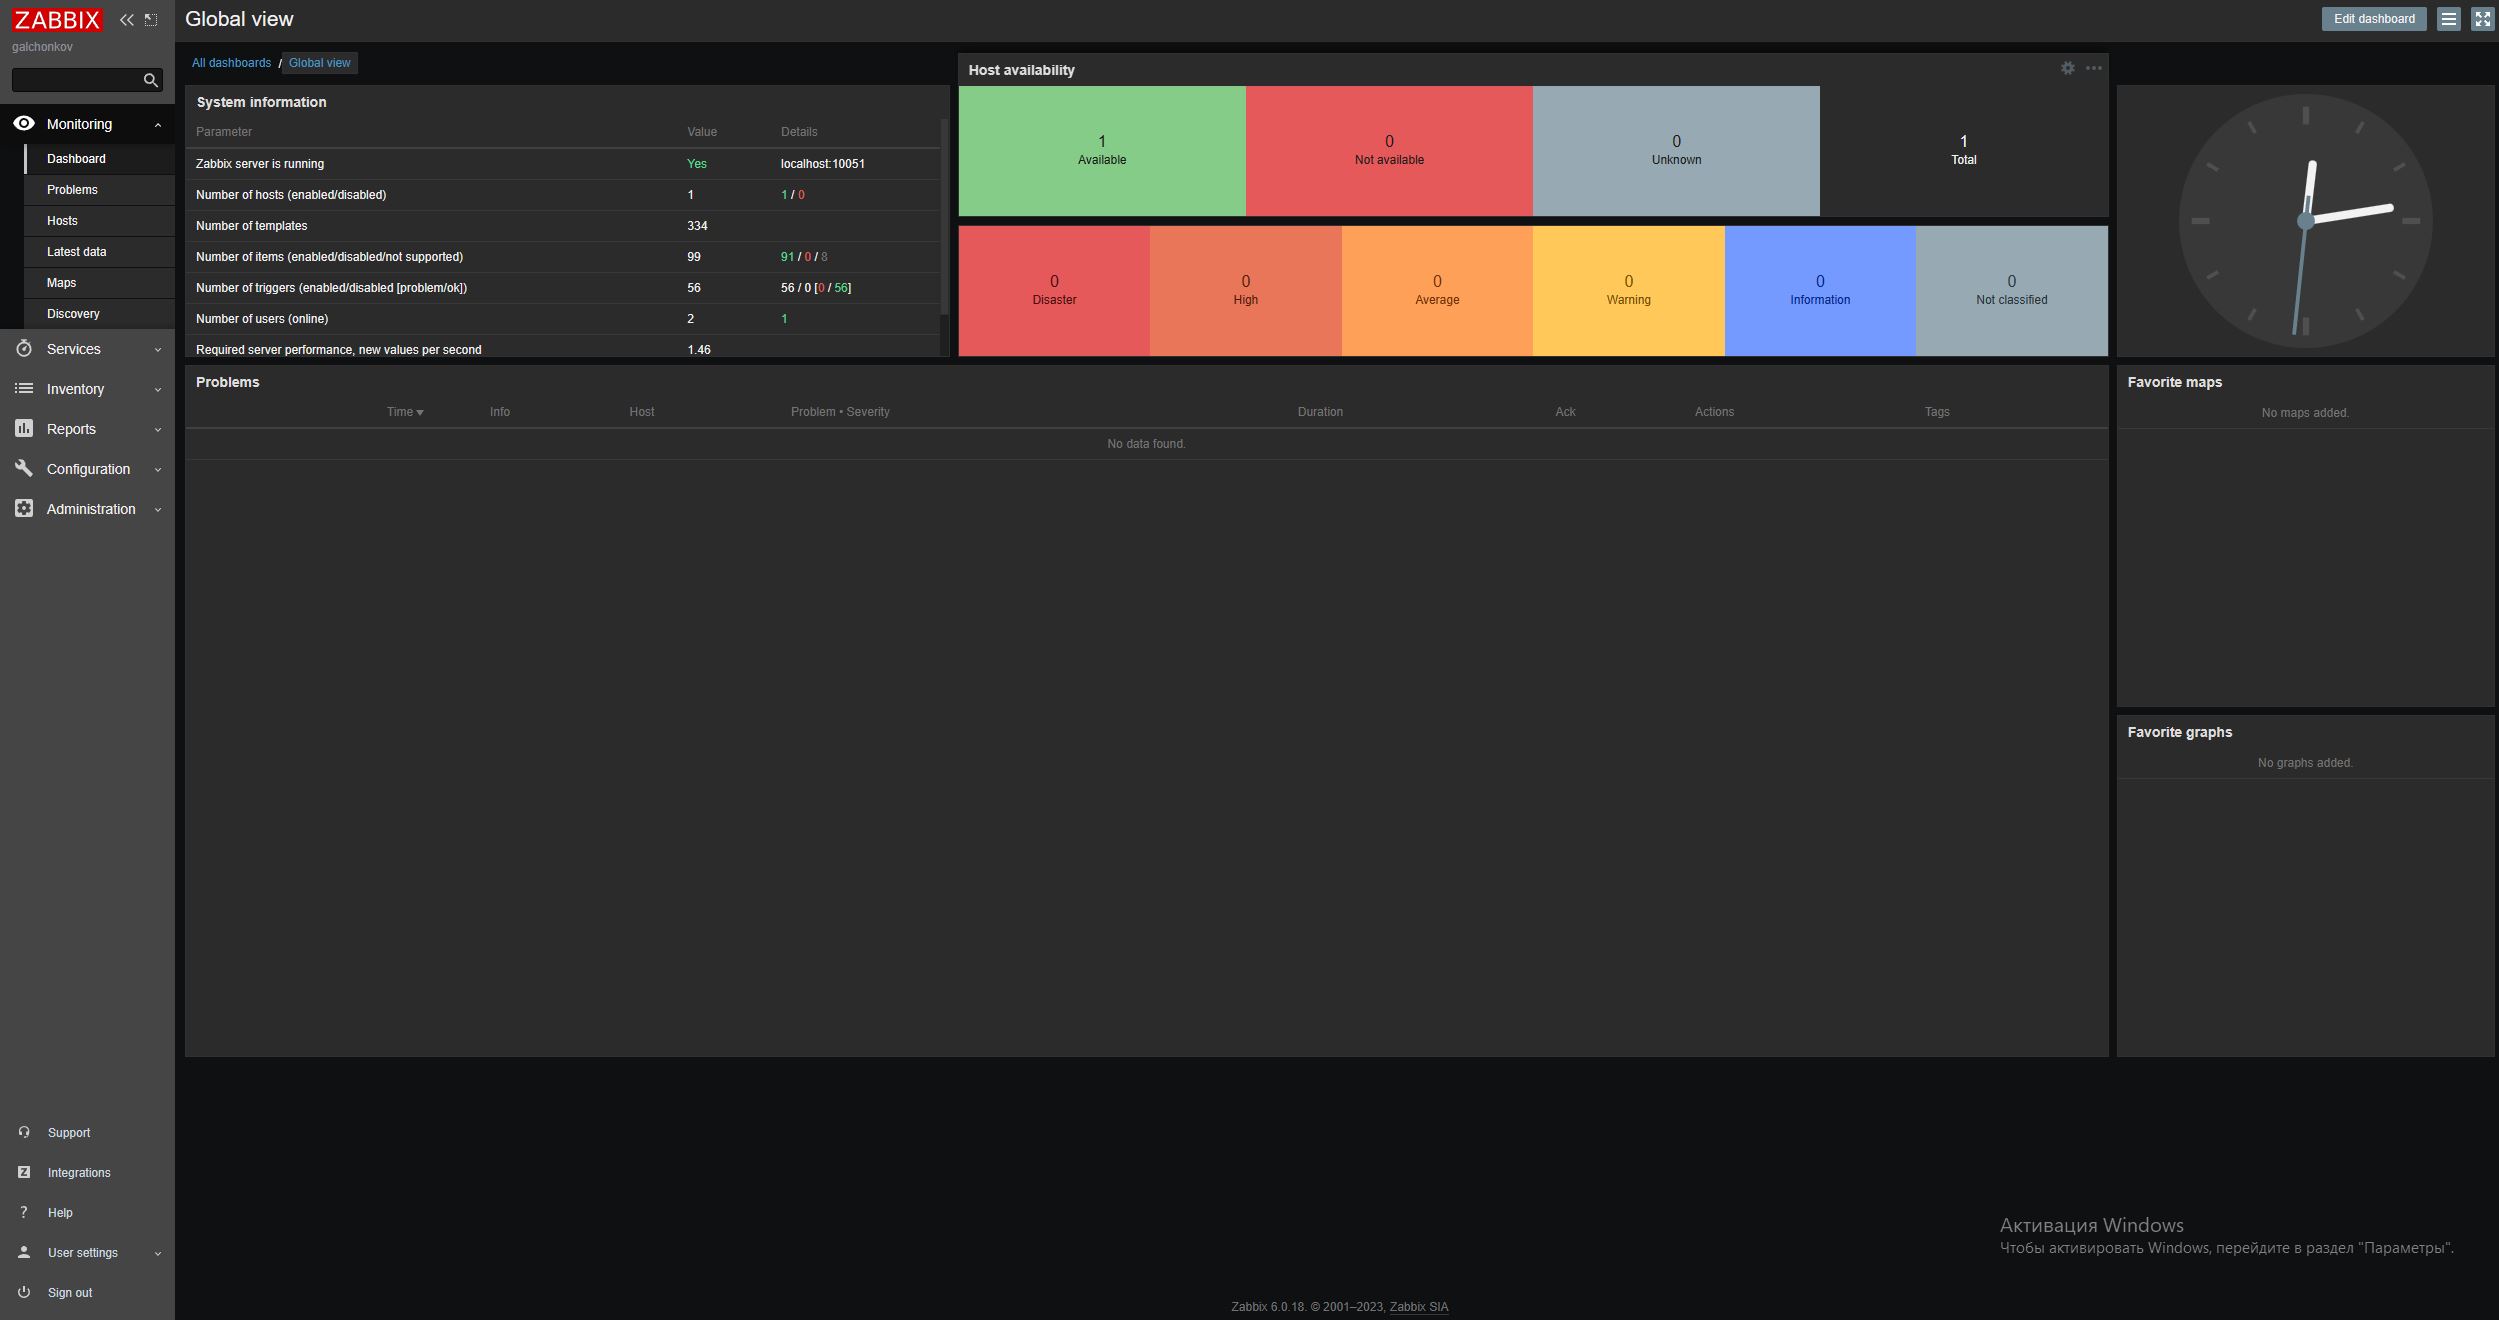 ZABBIX
galchonkov
Monitoring
Dashboard
Problems
Hosts
Latest data
Maps
Discovery
Services
Inventory
Reports
Configuration
Administration
Support
Integrations
Help
User settings
Sign out
Global view
Edit dashboard
All dashboards / Global view
System information
Parameter Value Details
Zabbix server is running Yes localhost:10051
Number of hosts (enabled/disabled) 1 1 / 0
Number of templates 334
Number of items (enabled/disabled/not supported) 99 91 / 0 / 8
Number of triggers (enabled/disabled [problem/ok]) 56 56 / 0 [0 / 56]
Number of users (online) 2 1
Required server performance, new values per second 1.46
Host availability
1 0 0 1
Available Not available Unknown Total
0 0 0 0 0 0
Disaster High Average Warning Information Not classified
Problems
Time Info Host Problem • Severity Duration Ack Actions Tags
No data found.
Favorite maps
No maps added.
Favorite graphs
No graphs added.
Активация Windows
Чтобы активировать Windows, перейдите в раздел "Параметры".
Zabbix 6.0.18. © 2001–2023, Zabbix SIA